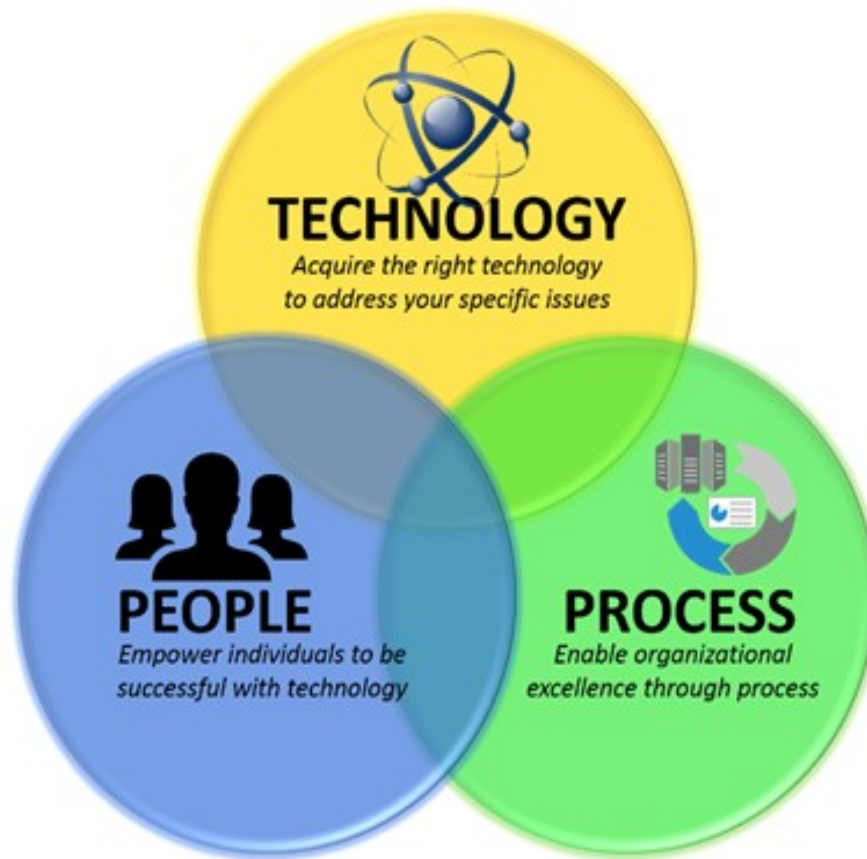 TECHNOLOGY
Acquire the right technology
to address your specific issues
PEOPLE
Empower individuals to be
successful with technology
PROCESS
Enable organizational
excellence through process